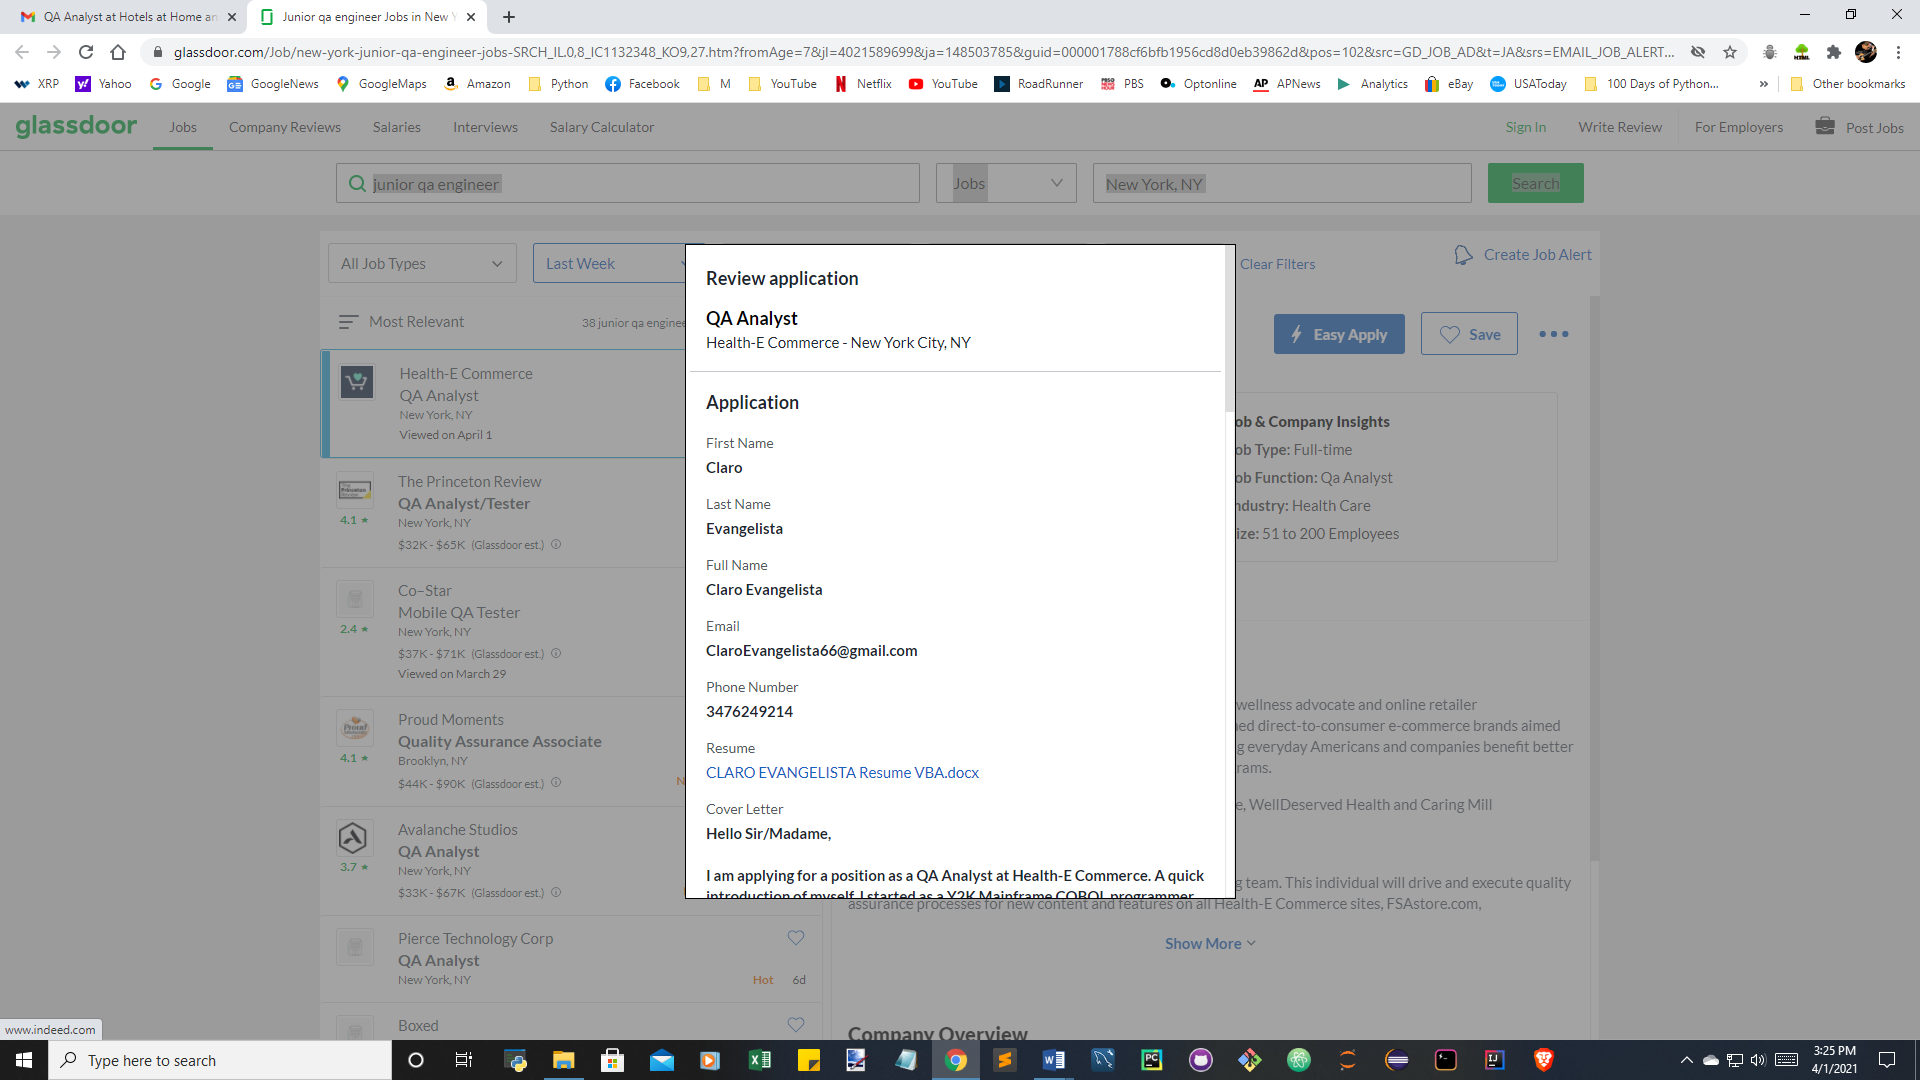 QA Analyst at Hotels at Home an
Junior qa engineer Jobs in New Y
glassdoor.com/Job/new-york-junior-qa-engineer-jobs-SRCH_IL.0,8_IC1132348_KO9,27.htm?fromAge=7&jl=4021589699&ja=148503785&guid=000001788cf6bfb1956cd8d0eb39862d&pos=102&src=GD_JOB_AD&t=JA&srs=EMAIL_JOB_ALERT...
XRP Yahoo Google GoogleNews GoogleMaps Amazon Python Facebook M YouTube Netflix YouTube RoadRunner PBS Optonline APNews Analytics eBay USAToday 100 Days of Python... » Other bookmarks
glassdoor Jobs Company Reviews Salaries Interviews Salary Calculator Sign In Write Review For Employers Post Jobs
junior qa engineer Jobs New York, NY Search
All Job Types Last Week Clear Filters Create Job Alert
Most Relevant 38 junior qa enginee
Health-E Commerce
QA Analyst
New York, NY
Viewed on April 1
The Princeton Review
QA Analyst/Tester
New York, NY
4.1 ★
$32K - $65K (Glassdoor est.)
Co–Star
Mobile QA Tester
New York, NY
2.4 ★
$37K - $71K (Glassdoor est.)
Viewed on March 29
Proud Moments
Quality Assurance Associate
Brooklyn, NY
4.1 ★
$44K - $90K (Glassdoor est.)
N
Avalanche Studios
QA Analyst
New York, NY
3.7 ★
$33K - $67K (Glassdoor est.)
Pierce Technology Corp
QA Analyst
New York, NY
Hot 6d
Boxed
Review application
QA Analyst
Health-E Commerce - New York City, NY
Application
First Name
Claro
Last Name
Evangelista
Full Name
Claro Evangelista
Email
ClaroEvangelista66@gmail.com
Phone Number
3476249214
Resume
CLARO EVANGELISTA Resume VBA.docx
Cover Letter
Hello Sir/Madame,
I am applying for a position as a QA Analyst at Health-E Commerce. A quick
introduction of myself, I started as a Y2K Mainframe COBOL programmer
Easy Apply Save
ob & Company Insights
ob Type: Full-time
ob Function: Qa Analyst
ndustry: Health Care
ize: 51 to 200 Employees
wellness advocate and online retailer
ned direct-to-consumer e-commerce brands aimed
g everyday Americans and companies benefit better
rams.
e, WellDeserved Health and Caring Mill
g team. This individual will drive and execute quality
assurance processes for new content and features on all Health-E Commerce sites, FSAstore.com,
Show More
Company Overview
www.indeed.com
Type here to search
3:25 PM
4/1/2021